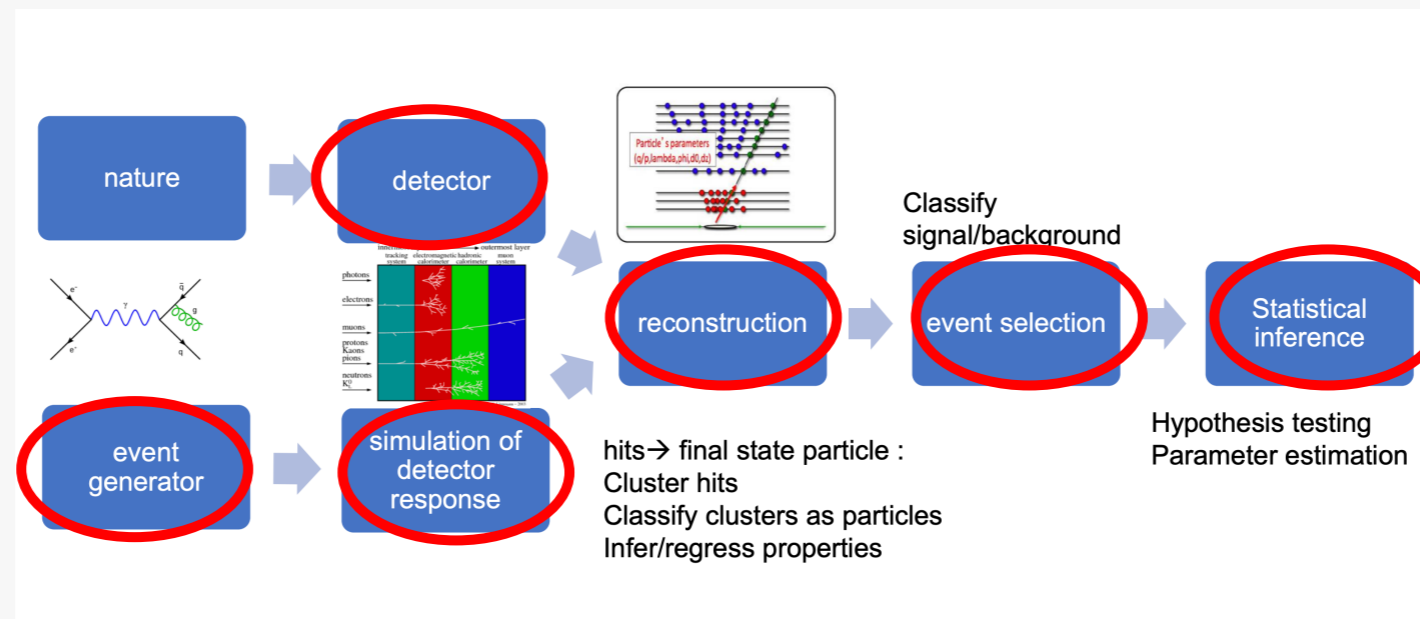 nature
detector
Particle's parameters
(q/p,lambda,phi,d0,dz)
Classify
signal/background
outermost layer
tracking
system
electromagnetic
calorimeter
hadronic
calorimeter
muon
system
photons
electrons
muons
protons
Kaons
pions
neutrons
K⁰L
e⁻
γ
q̄
g
e⁺
q
reconstruction
event selection
Statistical
inference
event
generator
simulation of
detector
response
hits→ final state particle :
Cluster hits
Classify clusters as particles
Infer/regress properties
Hypothesis testing
Parameter estimation